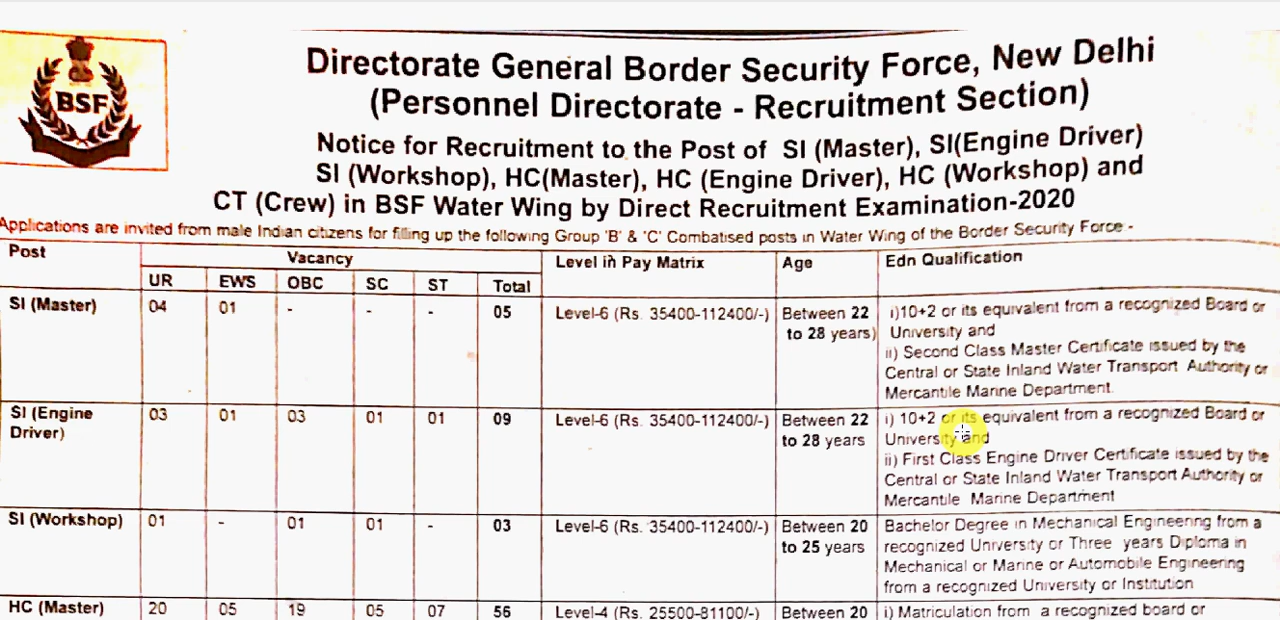 BSF
Directorate General Border Security Force, New Delhi
(Personnel Directorate - Recruitment Section)
Notice for Recruitment to the Post of SI (Master), SI(Engine Driver)
SI (Workshop), HC(Master), HC (Engine Driver), HC (Workshop) and
CT (Crew) in BSF Water Wing by Direct Recruitment Examination-2020
Applications are invited from male Indian citizens for filling up the following Group 'B' & 'C' Combatised posts in Water Wing of the Border Security Force -
Post Vacancy Level in Pay Matrix Age Edn Qualification
UR EWS OBC SC ST Total
SI (Master) 04 01 - - - 05 Level-6 (Rs. 35400-112400/-) Between 22 i)10+2 or its equivalent from a recognized Board or
to 28 years) University and
ii) Second Class Master Certificate issued by the
Central or State Inland Water Transport Authority or
Mercantile Marine Department.
SI (Engine 03 01 03 01 01 09 Level-6 (Rs. 35400-112400/-) Between 22 i) 10+2 or its equivalent from a recognized Board or
Driver) to 28 years University and
ii) First Class Engine Driver Certificate issued by the
Central or State Inland Water Transport Authority or
Mercantile Marine Department
SI (Workshop) 01 - 01 01 - 03 Level-6 (Rs. 35400-112400/-) Between 20 Bachelor Degree in Mechanical Engineering from a
to 25 years recognized University or Three years Diploma in
Mechanical or Marine or Automobile Engineering
from a recognized University or Institution
HC (Master) 20 05 19 05 07 56 Level-4 (Rs. 25500-81100/-) Between 20 i) Matriculation from a recognized board or